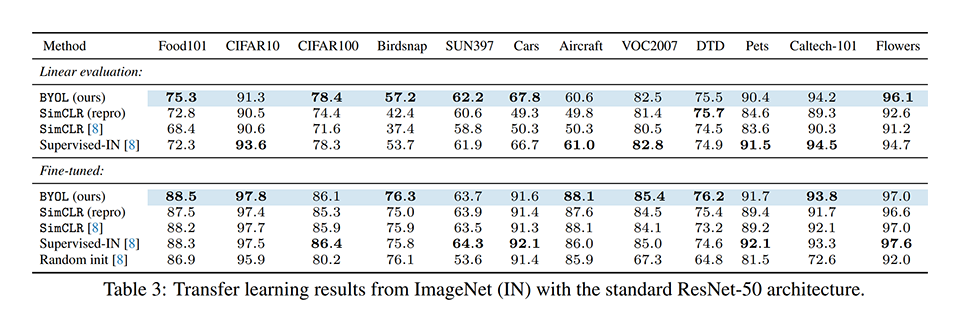 Method Food101 CIFAR10 CIFAR100 Birdsnap SUN397 Cars Aircraft VOC2007 DTD Pets Caltech-101 Flowers
Linear evaluation:
BYOL (ours) 75.3 91.3 78.4 57.2 62.2 67.8 60.6 82.5 75.5 90.4 94.2 96.1
SimCLR (repro) 72.8 90.5 74.4 42.4 60.6 49.3 49.8 81.4 75.7 84.6 89.3 92.6
SimCLR [8] 68.4 90.6 71.6 37.4 58.8 50.3 50.3 80.5 74.5 83.6 90.3 91.2
Supervised-IN [8] 72.3 93.6 78.3 53.7 61.9 66.7 61.0 82.8 74.9 91.5 94.5 94.7
Fine-tuned:
BYOL (ours) 88.5 97.8 86.1 76.3 63.7 91.6 88.1 85.4 76.2 91.7 93.8 97.0
SimCLR (repro) 87.5 97.4 85.3 75.0 63.9 91.4 87.6 84.5 75.4 89.4 91.7 96.6
SimCLR [8] 88.2 97.7 85.9 75.9 63.5 91.3 88.1 84.1 73.2 89.2 92.1 97.0
Supervised-IN [8] 88.3 97.5 86.4 75.8 64.3 92.1 86.0 85.0 74.6 92.1 93.3 97.6
Random init [8] 86.9 95.9 80.2 76.1 53.6 91.4 85.9 67.3 64.8 81.5 72.6 92.0
Table 3: Transfer learning results from ImageNet (IN) with the standard ResNet-50 architecture.